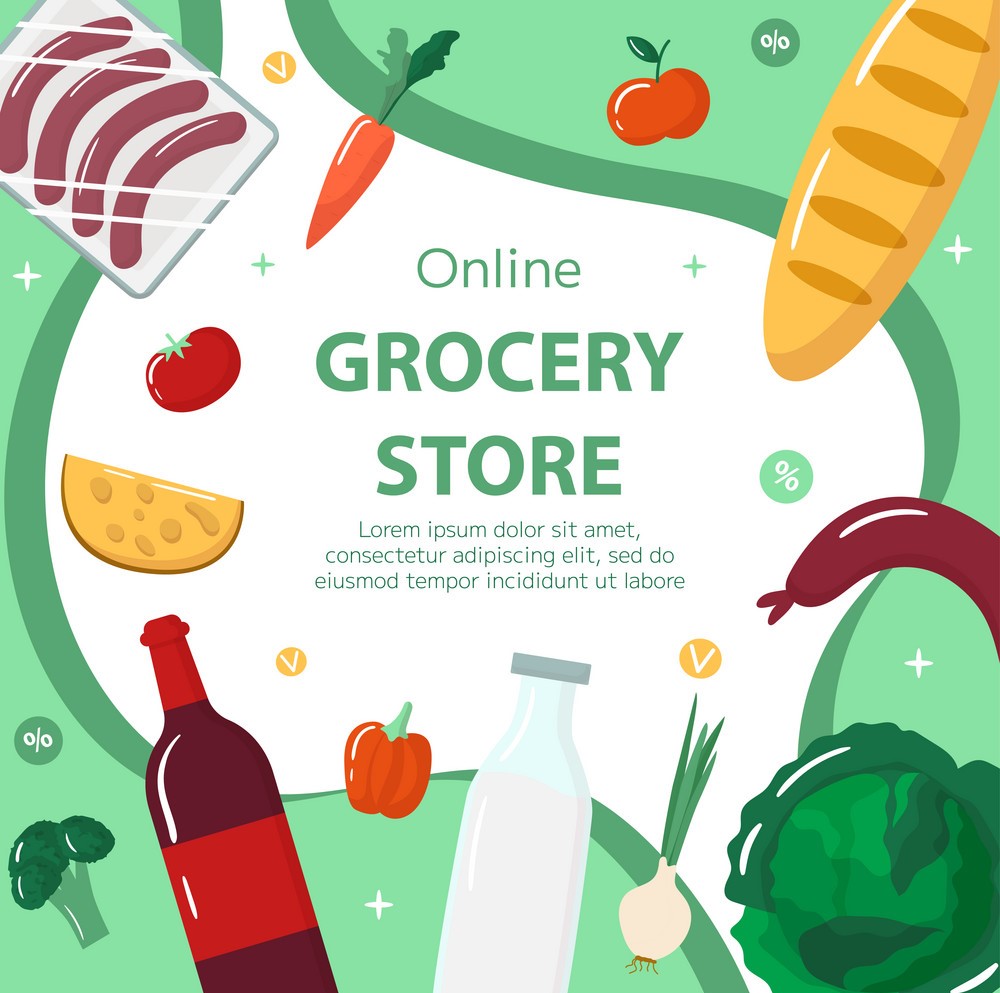 %
Online
GROCERY
STORE
%
Lorem ipsum dolor sit amet,
consectetur adipiscing elit, sed do
eiusmod tempor incididunt ut labore
%